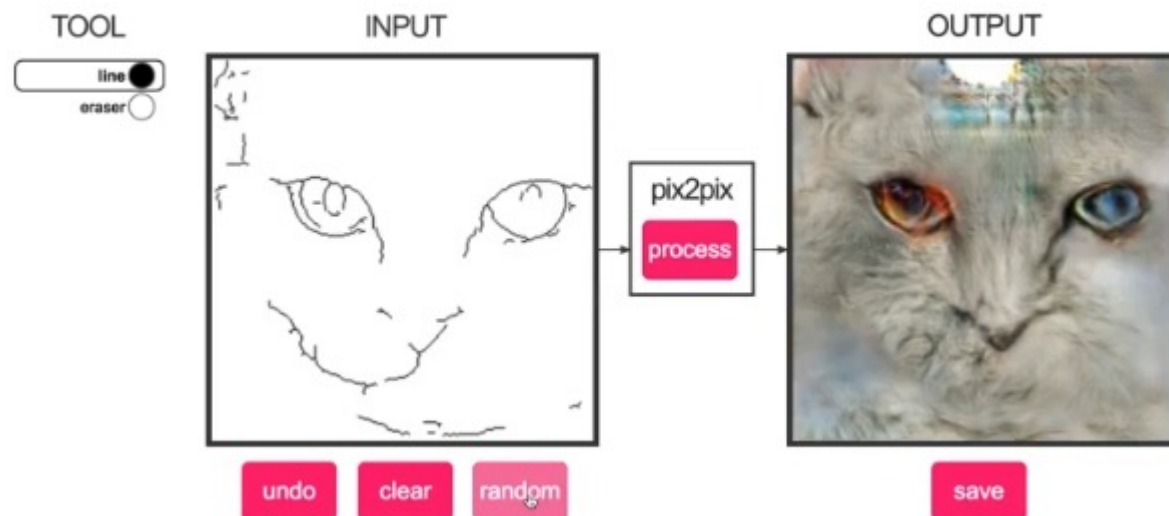 TOOL
INPUT
OUTPUT
line
eraser
pix2pix
process
undo
clear
random
save